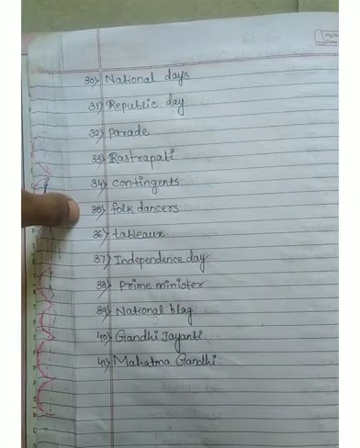 30) National days
31) Republic day
32) Parade
33) Rastrapati
34) contingents
35) folk dancers
36) tableaux
37) Independence day
38) Prime minister
39) National blag
40) Gandhi Jayanti
41) Mahatma Gandhi